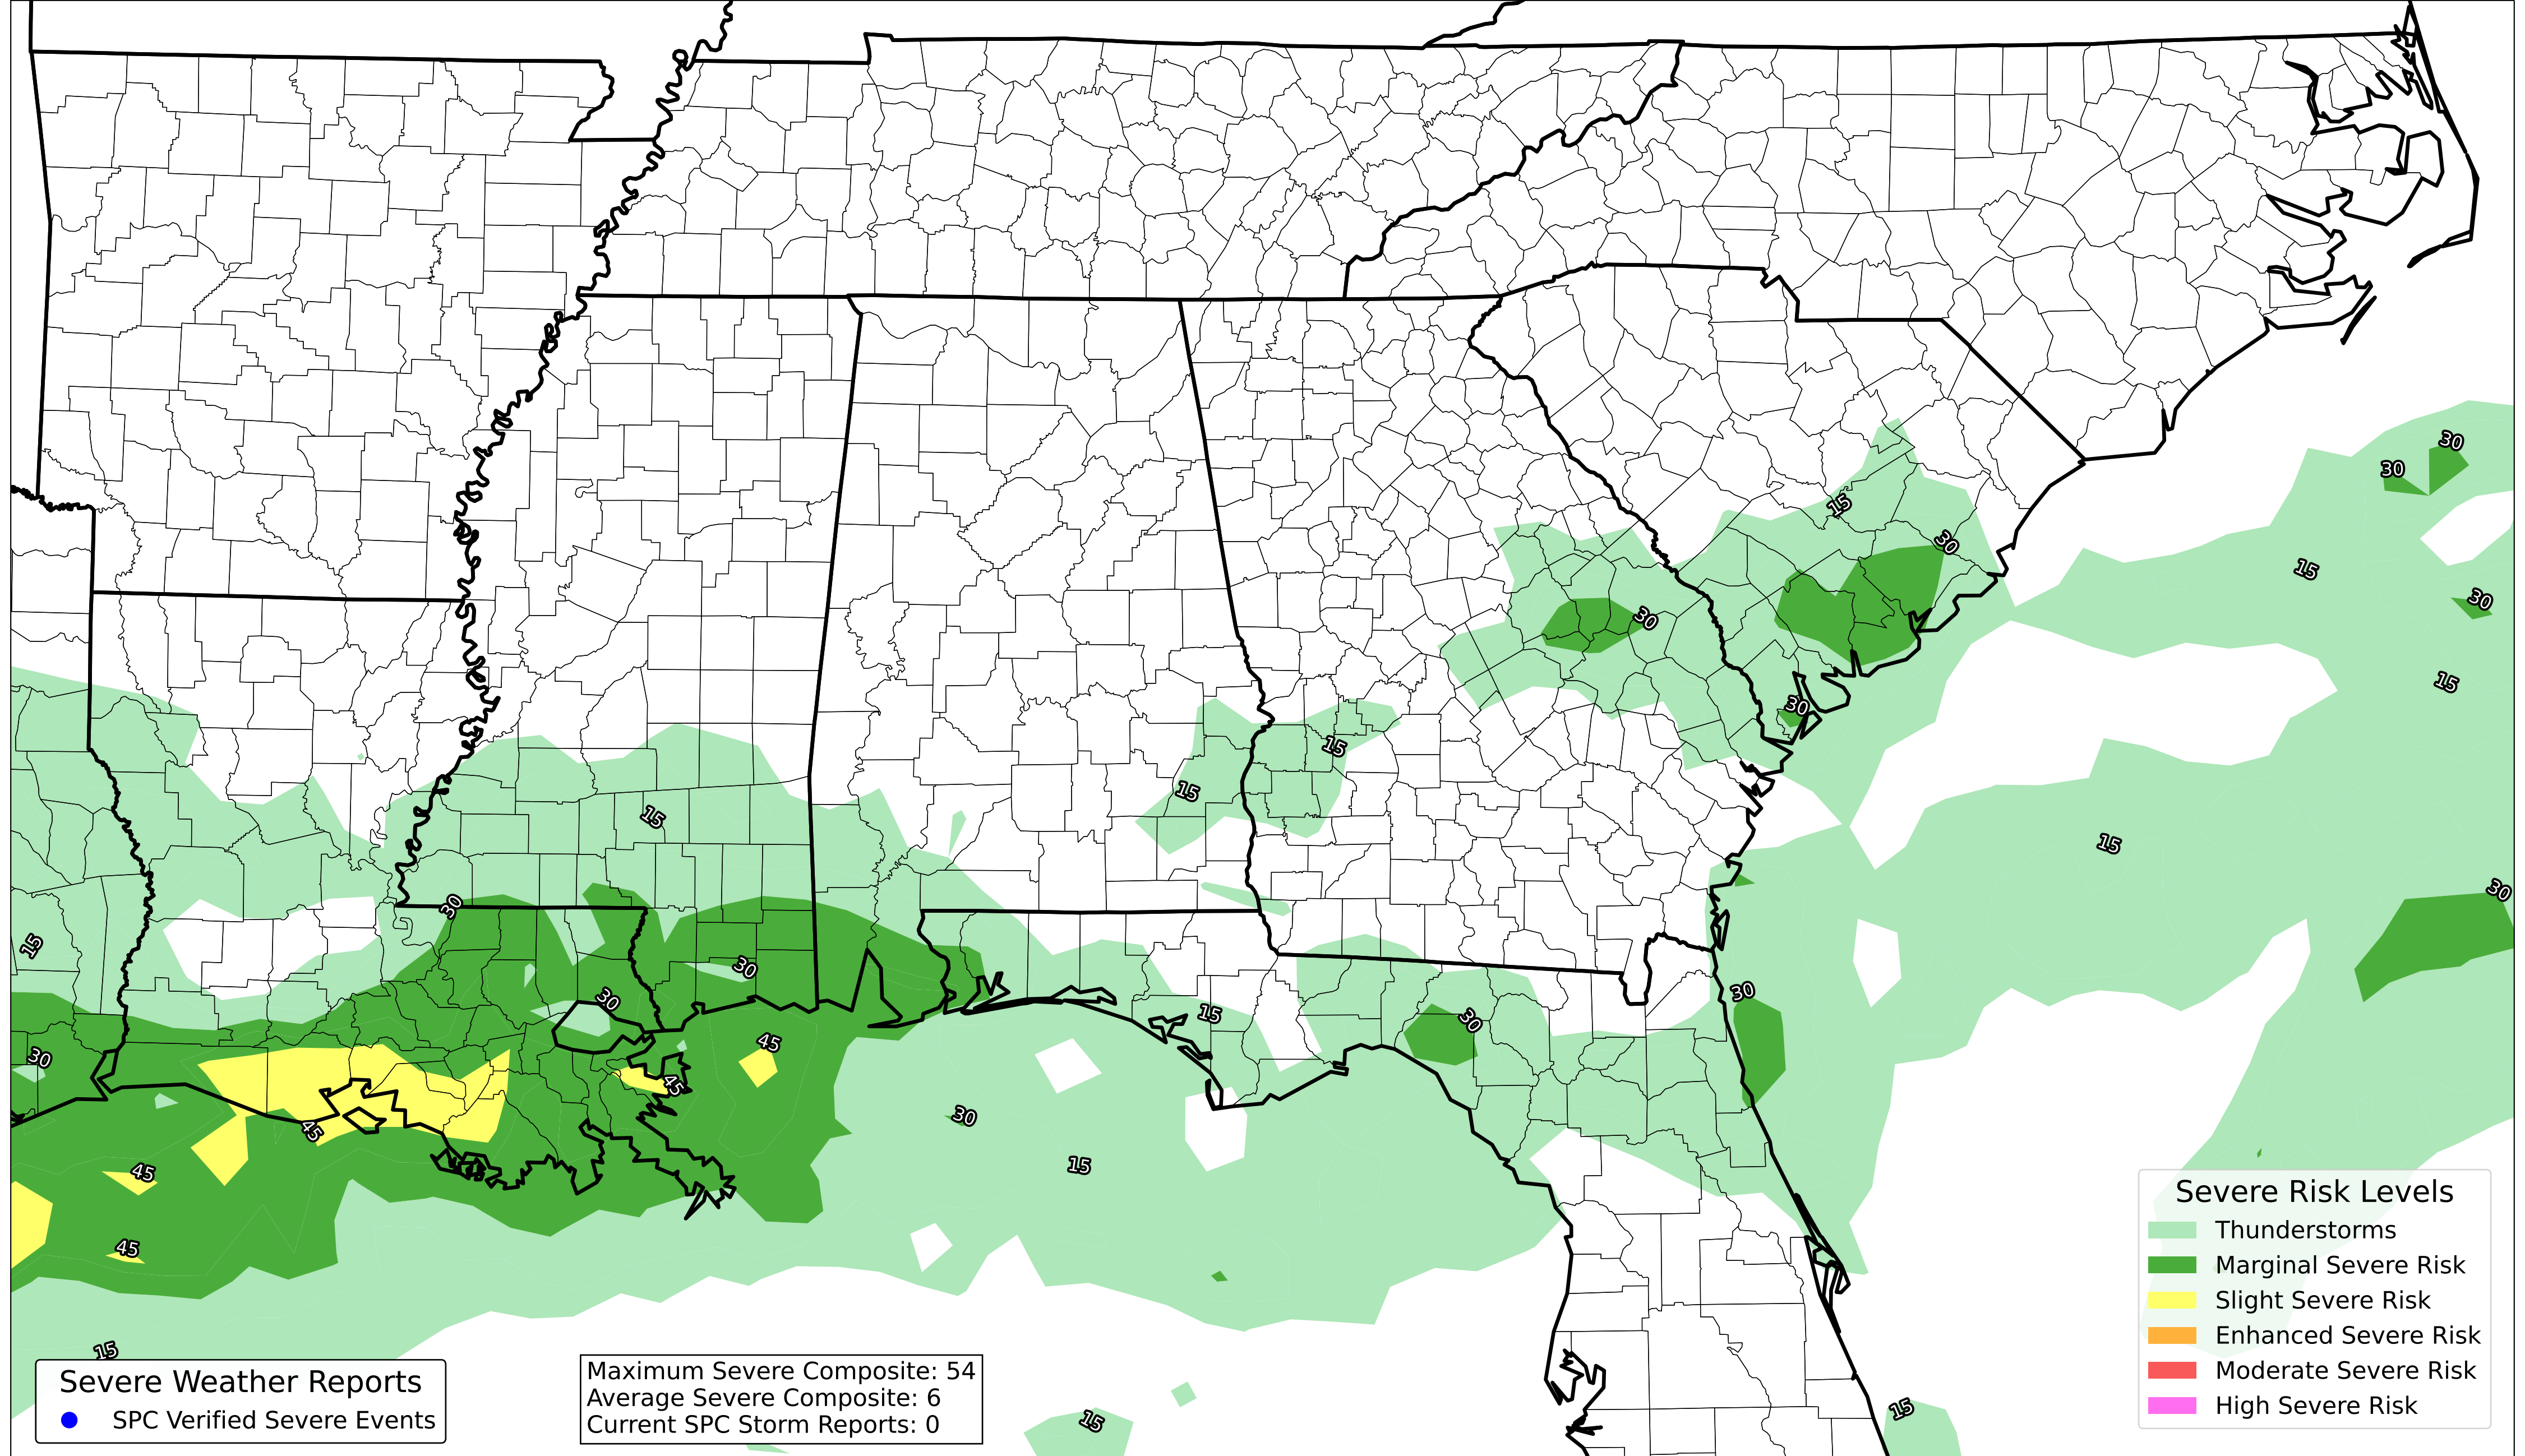 30
30
15
30
15
30
30
15
30
15
15
15
15
30
30
15
30
15
30
30
15
30
30
45
45
30
45
15
45
45
15
15
15
Severe Risk Levels
Thunderstorms
Marginal Severe Risk
Slight Severe Risk
Enhanced Severe Risk
Moderate Severe Risk
High Severe Risk
Severe Weather Reports
SPC Verified Severe Events
Maximum Severe Composite: 54
Average Severe Composite: 6
Current SPC Storm Reports: 0